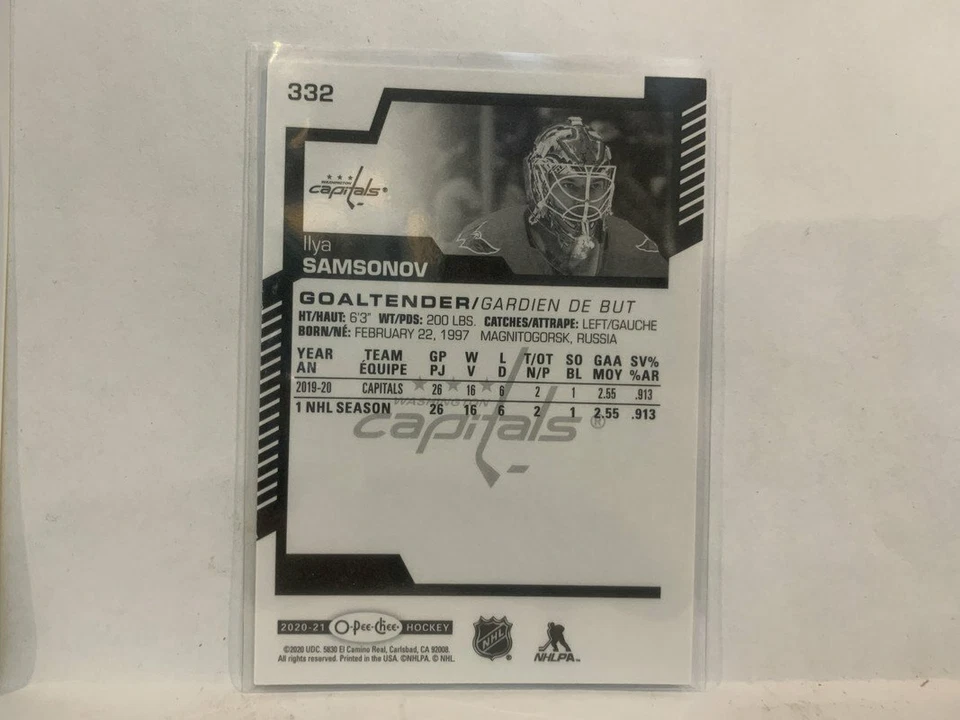 332
WASHINGTON
capitals®
Ilya
SAMSONOV
GOALTENDER/GARDIEN DE BUT
HT/HAUT: 6'3" WT/PDS: 200 LBS. CATCHES/ATTRAPE: LEFT/GAUCHE
BORN/NÉ: FEBRUARY 22, 1997 MAGNITOGORSK, RUSSIA
YEAR TEAM GP W L T/OT SO GAA SV%
AN ÉQUIPE PJ V D N/P BL MOY %AR
2019-20 CAPITALS 26 16 6 2 1 2.55 .913
1 NHL SEASON 26 16 6 2 1 2.55 .913
WASHINGTON
capitals®
2020-21 O-Pee-Chee HOCKEY
©2020 UDC. 5830 El Camino Real, Carlsbad, CA 92008.
All rights reserved. Printed in the USA. ©NHLPA. © NHL.
NHL
NHLPA